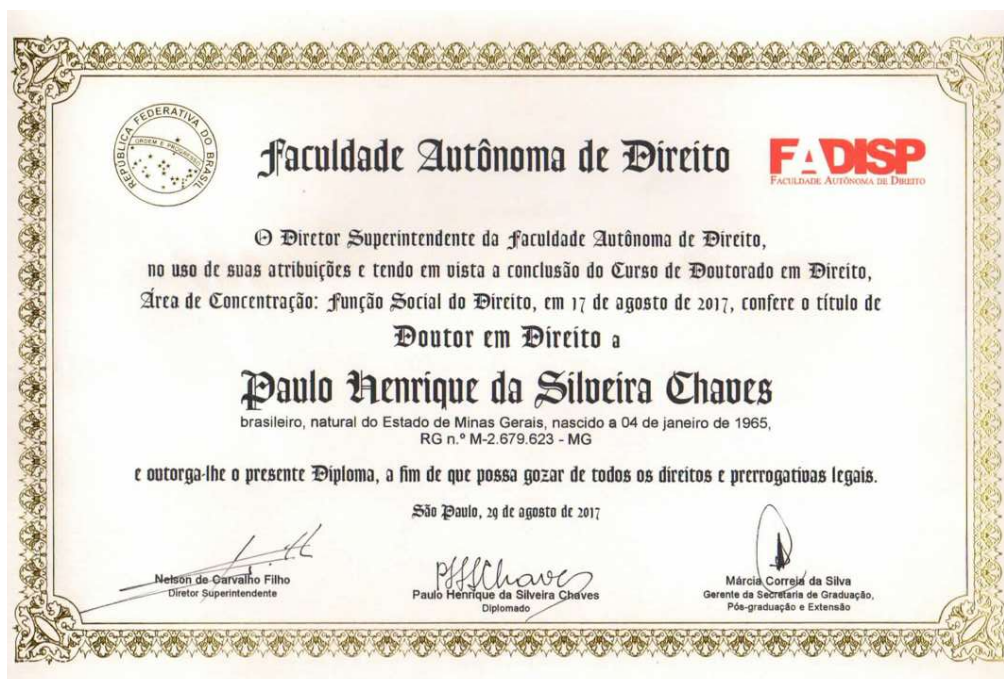 REPÚBLICA FEDERATIVA DO BRASIL
ORDEM E PROGRESSO
Faculdade Autônoma de Direito
FADISP
FACULDADE AUTÔNOMA DE DIREITO
O Diretor Superintendente da Faculdade Autônoma de Direito,
no uso de suas atribuições e tendo em vista a conclusão do Curso de Doutorado em Direito,
Área de Concentração: Função Social do Direito, em 17 de agosto de 2017, confere o título de
Doutor em Direito a
Paulo Henrique da Silveira Chaves
brasileiro, natural do Estado de Minas Gerais, nascido a 04 de janeiro de 1965,
RG n.º M-2.679.623 - MG
e outorga-lhe o presente Diploma, a fim de que possa gozar de todos os direitos e prerrogativas legais.
São Paulo, 29 de agosto de 2017
Nelson de Carvalho Filho
Diretor Superintendente
PHSChaves
Paulo Henrique da Silveira Chaves
Diplomado
Márcia Correia da Silva
Gerente da Secretaria de Graduação,
Pós-graduação e Extensão